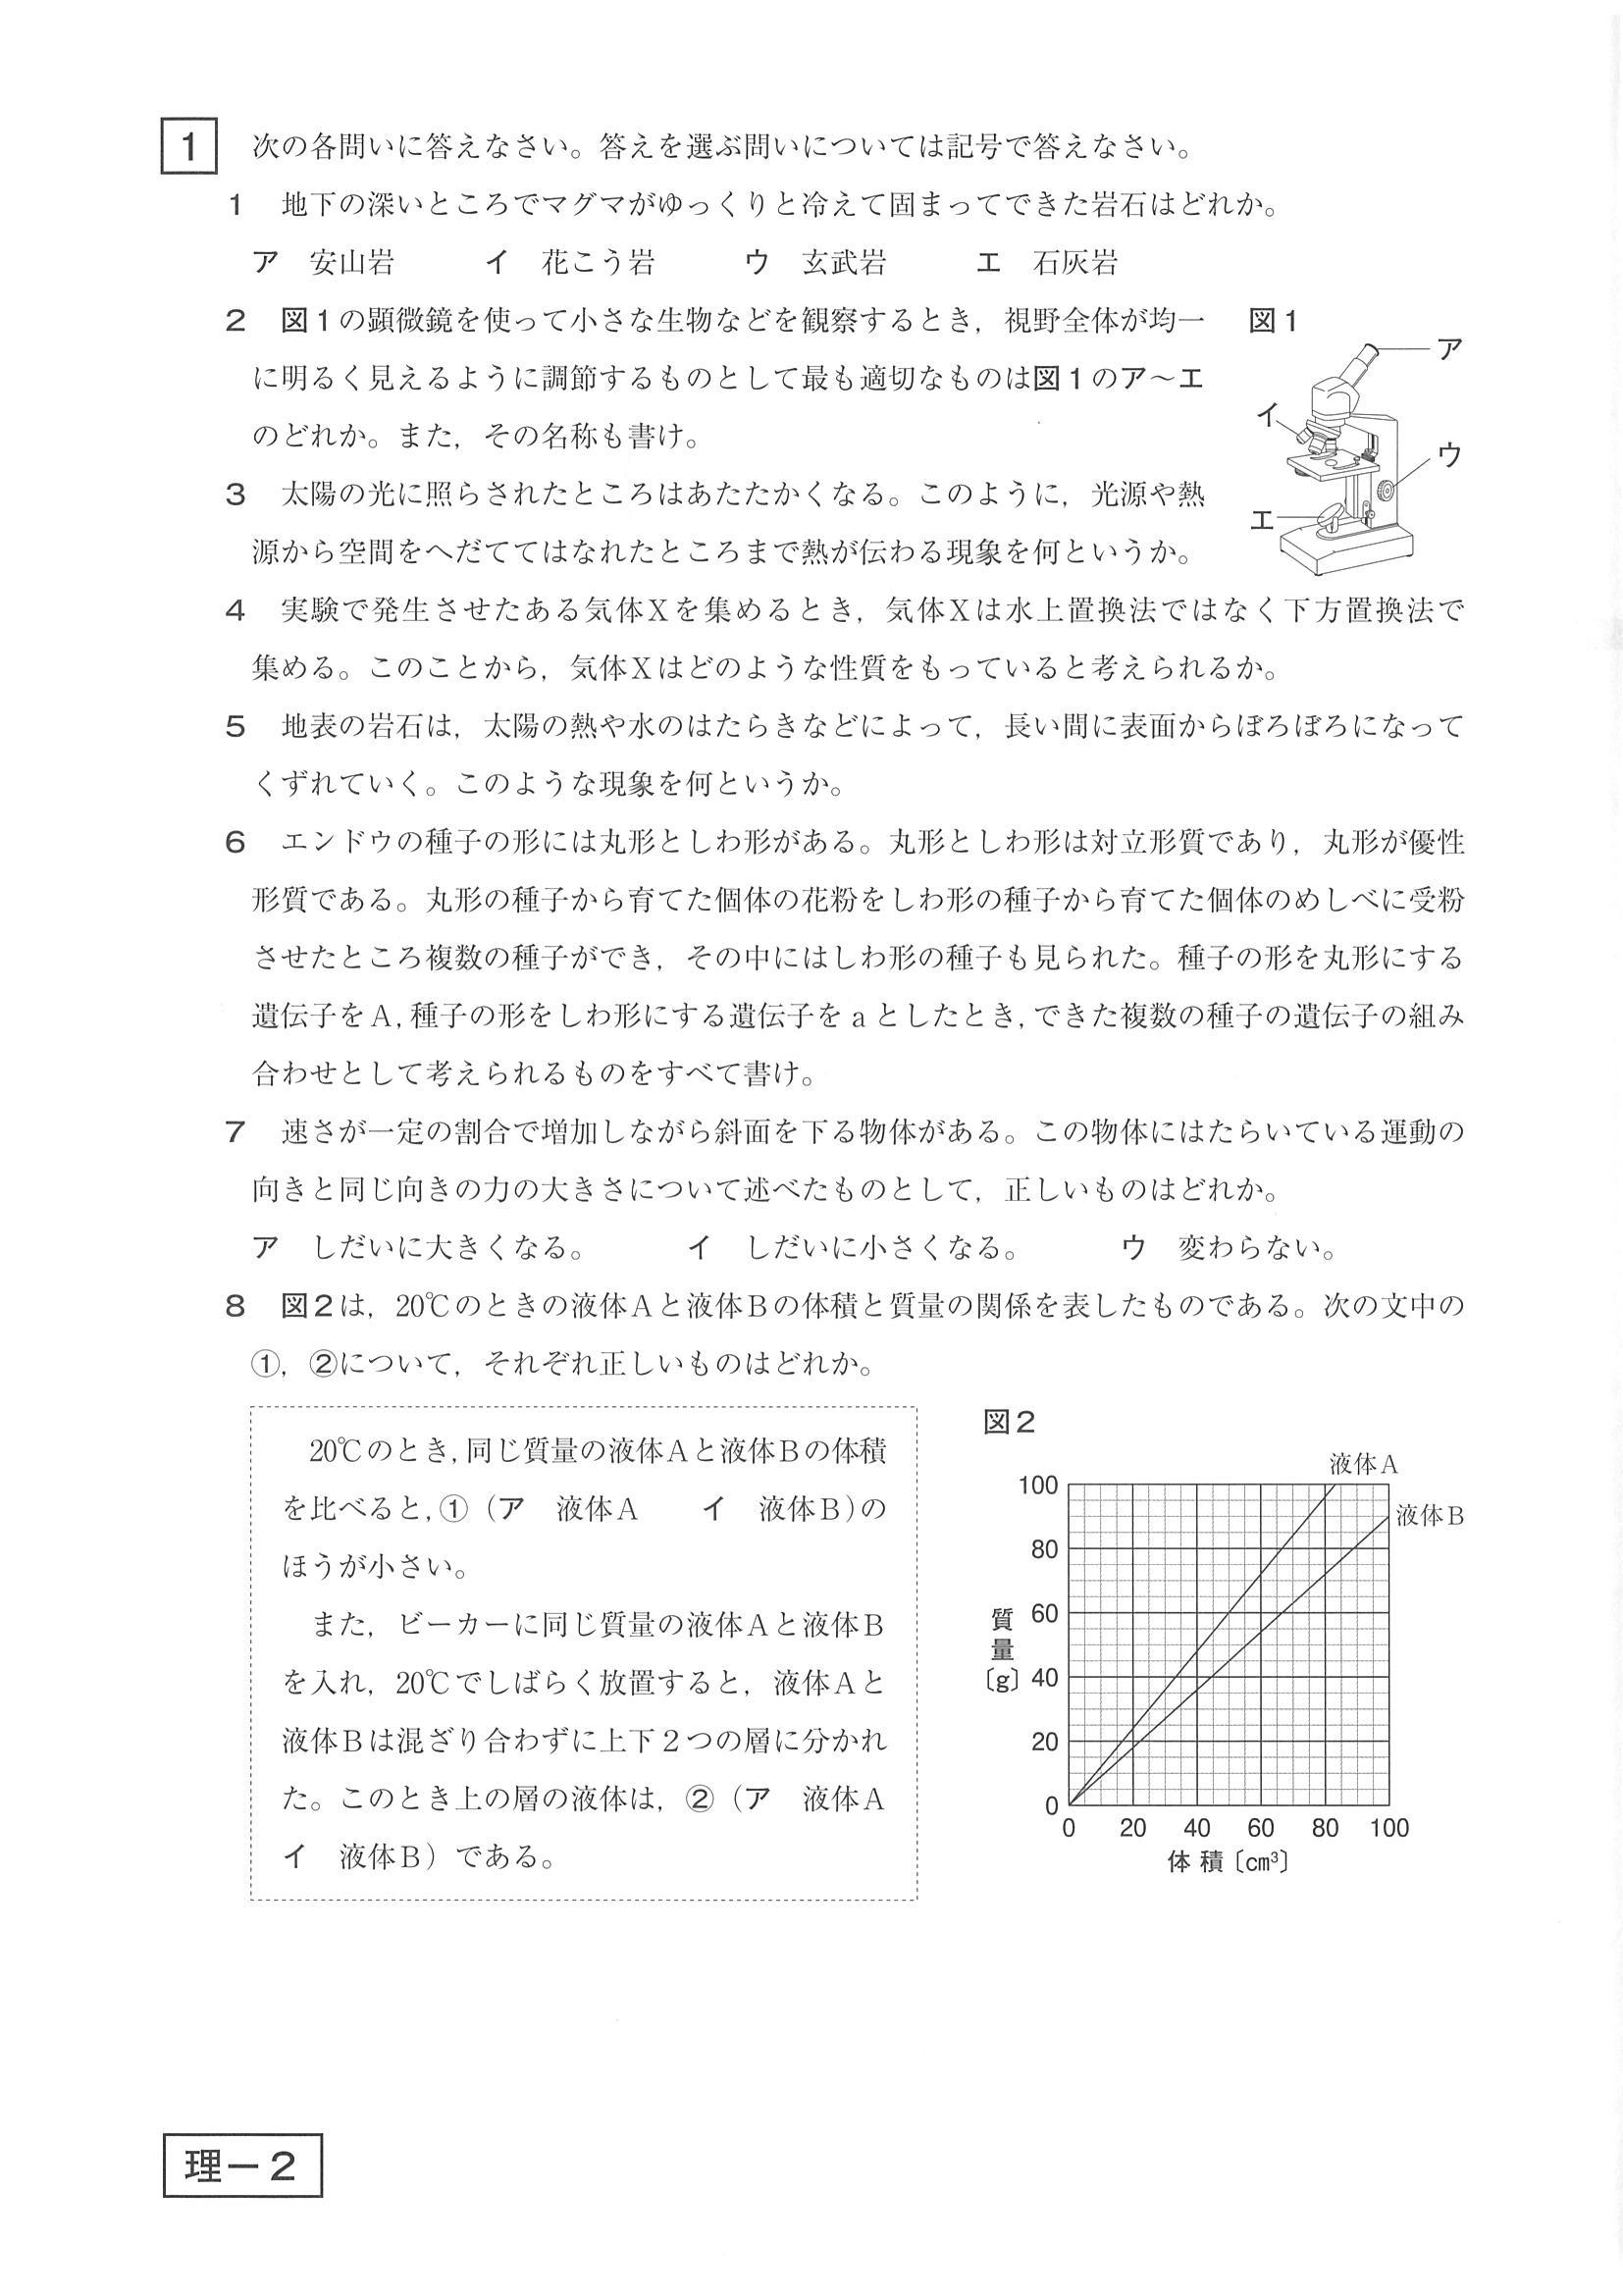 1 次の各問いに答えなさい。答えを選ぶ問いについては記号で答えなさい。
1 地下の深いところでマグマがゆっくりと冷えて固まってできた岩石はどれか。
ア 安山岩 イ 花こう岩 ウ 玄武岩 エ 石灰岩
2 図1の顕微鏡を使って小さな生物などを観察するとき，視野全体が均一
に明るく見えるように調節するものとして最も適切なものは図1のア～エ
のどれか。また，その名称も書け。
図1
ア
イ
ウ
エ
3 太陽の光に照らされたところはあたたかくなる。このように，光源や熱
源から空間をへだててはなれたところまで熱が伝わる現象を何というか。
4 実験で発生させたある気体Xを集めるとき，気体Xは水上置換法ではなく下方置換法で
集める。このことから，気体Xはどのような性質をもっていると考えられるか。
5 地表の岩石は，太陽の熱や水のはたらきなどによって，長い間に表面からぼろぼろになって
くずれていく。このような現象を何というか。
6 エンドウの種子の形には丸形としわ形がある。丸形としわ形は対立形質であり，丸形が優性
形質である。丸形の種子から育てた個体の花粉をしわ形の種子から育てた個体のめしべに受粉
させたところ複数の種子ができ，その中にはしわ形の種子も見られた。種子の形を丸形にする
遺伝子をA，種子の形をしわ形にする遺伝子をaとしたとき，できた複数の種子の遺伝子の組み
合わせとして考えられるものをすべて書け。
7 速さが一定の割合で増加しながら斜面を下る物体がある。この物体にはたらいている運動の
向きと同じ向きの力の大きさについて述べたものとして，正しいものはどれか。
ア しだいに大きくなる。 イ しだいに小さくなる。 ウ 変わらない。
8 図2は，20℃のときの液体Aと液体Bの体積と質量の関係を表したものである。次の文中の
①，②について，それぞれ正しいものはどれか。
20℃のとき，同じ質量の液体Aと液体Bの体積
を比べると，①（ア 液体A イ 液体B）の
ほうが小さい。
また，ビーカーに同じ質量の液体Aと液体B
を入れ，20℃でしばらく放置すると，液体Aと
液体Bは混ざり合わずに上下2つの層に分かれ
た。このとき上の層の液体は，②（ア 液体A
イ 液体B）である。
図2
液体A
液体B
100
80
60
40
20
0
質量〔g〕
0 20 40 60 80 100
体積〔cm³〕
理－2